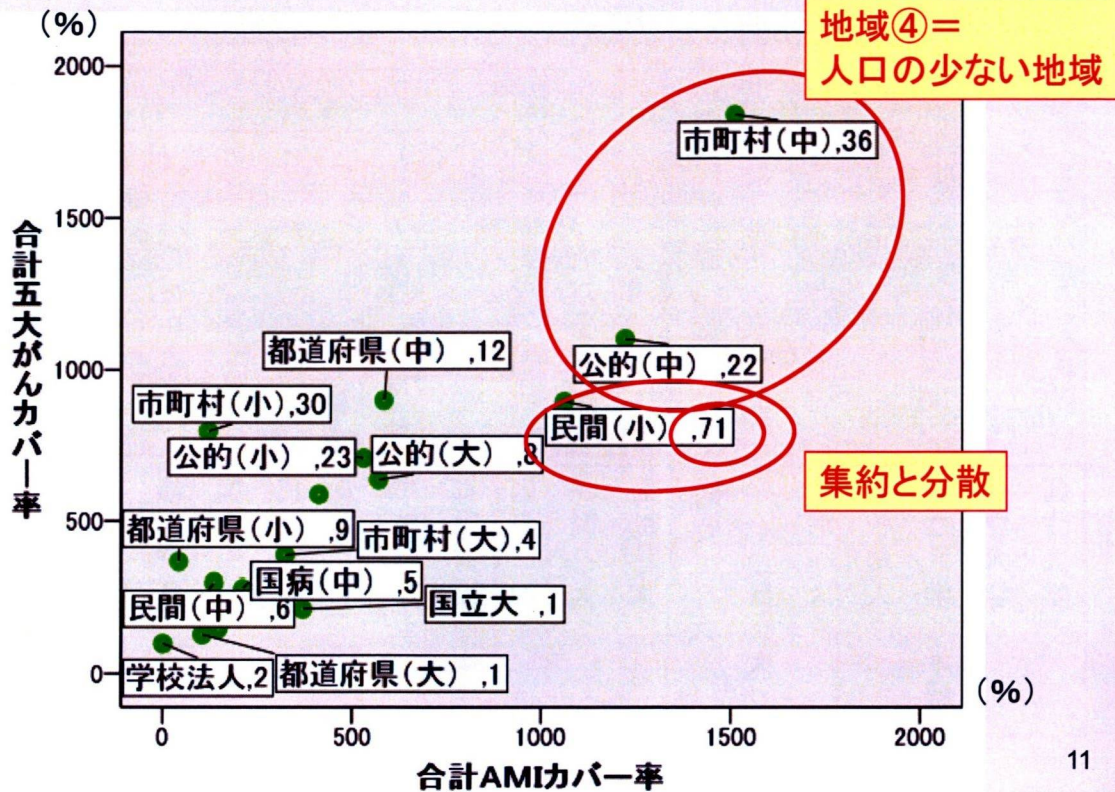 (%)
地域④=
人口の少ない地域
2000
市町村(中),36
1500
合計五大がんカバー率
都道府県(中) ,12
1000
公的(中) ,22
市町村(小),30
民間(小) ,71
公的(小) ,23
公的(大) ,8
集約と分散
500
都道府県(小) ,9
市町村(大),4
国病(中) ,5
民間(中) ,6
国立大 ,1
0
学校法人,2
都道府県(大) ,1
(%)
0
500
1000
1500
2000
合計AMIカバー率
11